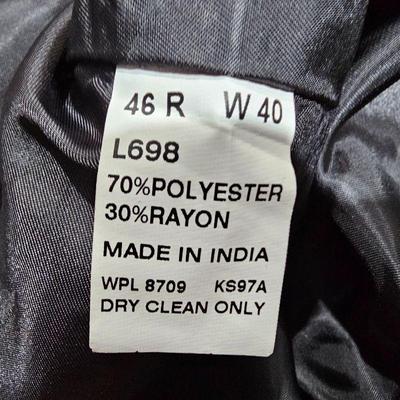 46 R W 40
L698
70%POLYESTER
30%RAYON
MADE IN INDIA
WPL 8709 KS97A
DRY CLEAN ONLY